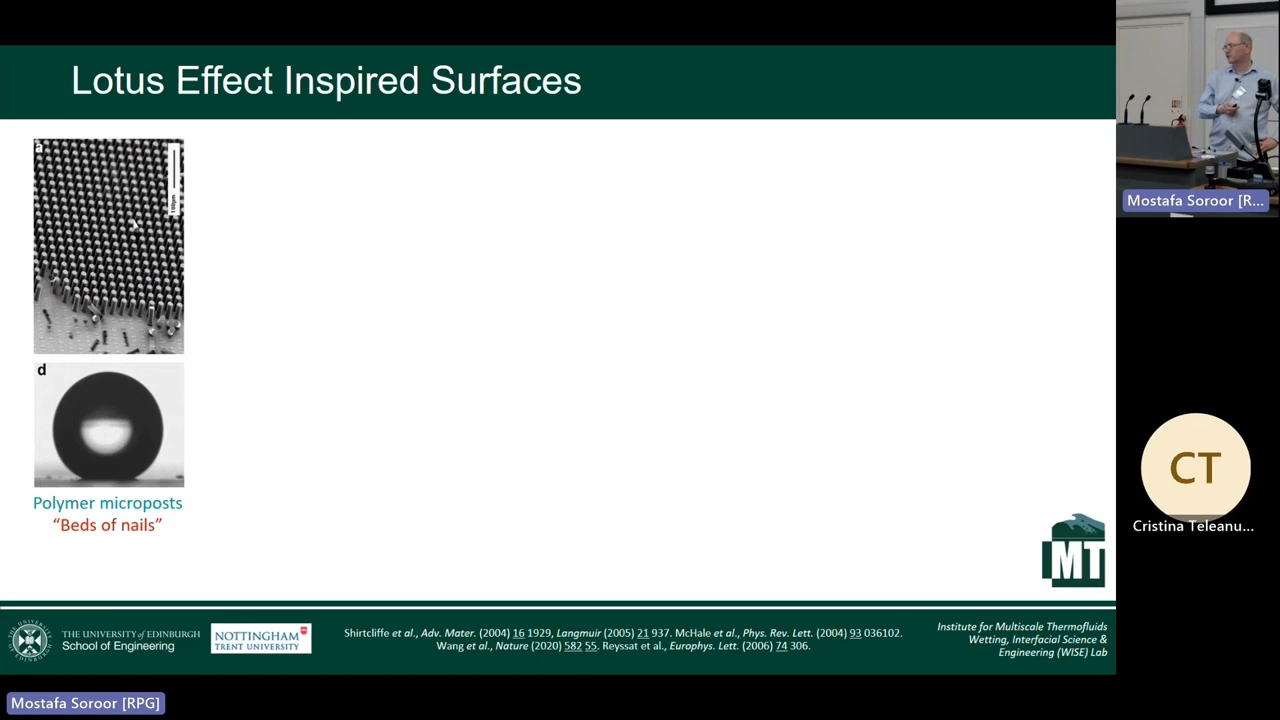 Lotus Effect Inspired Surfaces
a
100μm
d
Polymer microposts
“Beds of nails”
MT
THE UNIVERSITY of EDINBURGH
School of Engineering
NOTTINGHAM
TRENT UNIVERSITY
Shirtcliffe et al., Adv. Mater. (2004) 16 1929, Langmuir (2005) 21 937. McHale et al., Phys. Rev. Lett. (2004) 93 036102.
Wang et al., Nature (2020) 582 55. Reyssat et al., Europhys. Lett. (2006) 74 306.
Institute for Multiscale Thermofluids
Wetting, Interfacial Science &
Engineering (WISE) Lab
Mostafa Soroor [R...
CT
Cristina Teleanu...
Mostafa Soroor [RPG]